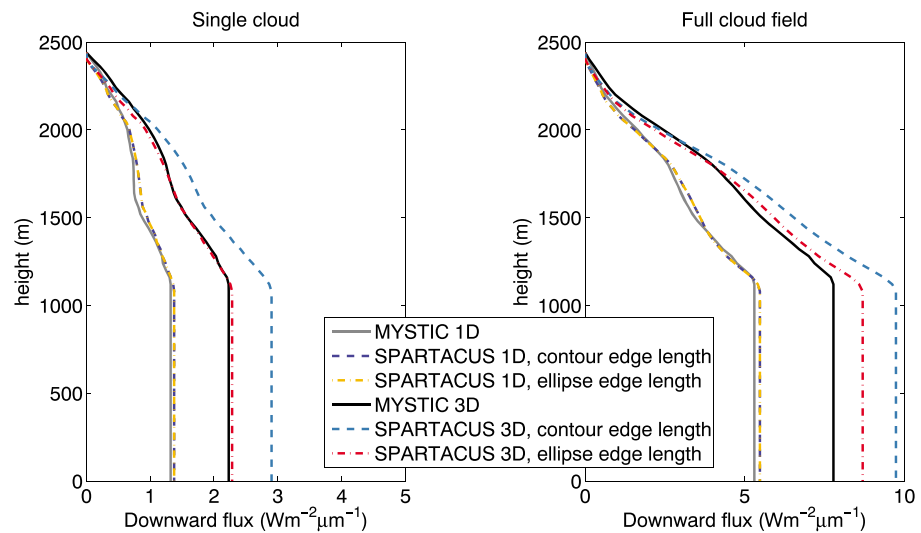 Single cloud
Full cloud field
2500
2000
1500
1000
500
0
height (m)
0 1 2 3 4 5
Downward flux (Wm⁻²μm⁻¹)
2500
2000
1500
1000
500
0
height (m)
0 5 10
Downward flux (Wm⁻²μm⁻¹)
MYSTIC 1D
SPARTACUS 1D, contour edge length
SPARTACUS 1D, ellipse edge length
MYSTIC 3D
SPARTACUS 3D, contour edge length
SPARTACUS 3D, ellipse edge length